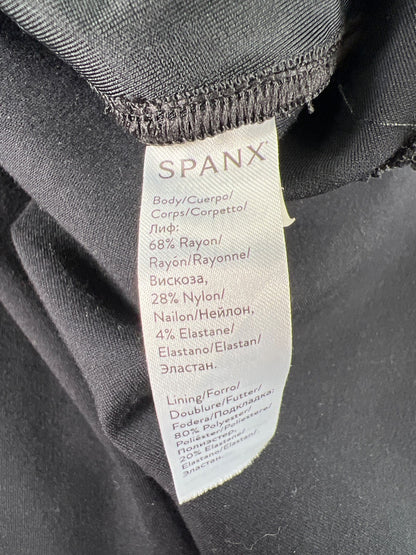 SPANX
Body/Cuerpo/
Corps/Corpetto/
Лиф:
68% Rayon/
Rayón/Rayonne/
Вискоза,
28% Nylon/
Nailon/Нейлон,
4% Elastane/
Elastano/Elastan/
Эластан.
Lining/Forro/
Doublure/Futter/
Fodera/Подкладка:
80% Polyester/
Poliéster/Poliestere/
Полиэстер,
20% Elastane/
Elastano/Elastan/
Эластан.